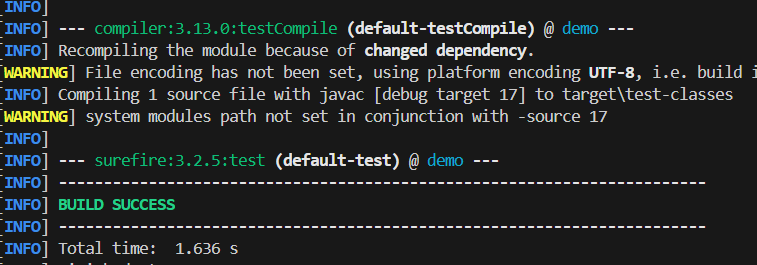 [INFO]
[INFO] --- compiler:3.13.0:testCompile (default-testCompile) @ demo ---
[INFO] Recompiling the module because of changed dependency.
[WARNING] File encoding has not been set, using platform encoding UTF-8, i.e. build i
[INFO] Compiling 1 source file with javac [debug target 17] to target\test-classes
[WARNING] system modules path not set in conjunction with -source 17
[INFO]
[INFO] --- surefire:3.2.5:test (default-test) @ demo ---
[INFO] ------------------------------------------------------------------------
[INFO] BUILD SUCCESS
[INFO] ------------------------------------------------------------------------
[INFO] Total time:  1.636 s